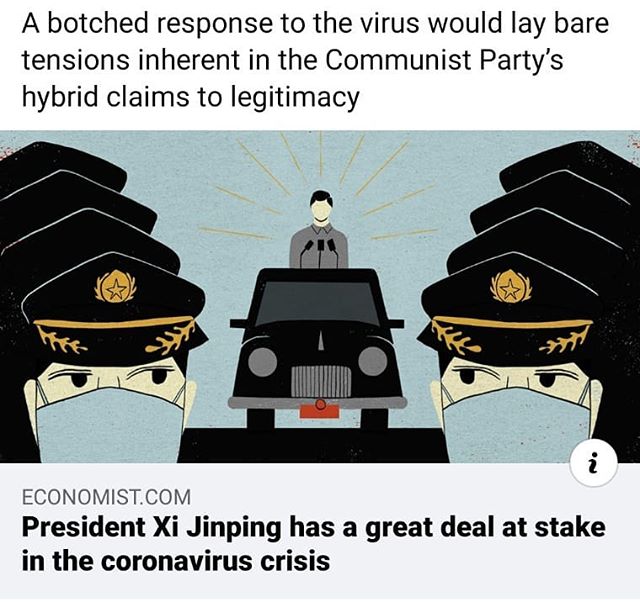 A botched response to the virus would lay bare
tensions inherent in the Communist Party’s
hybrid claims to legitimacy
i
ECONOMIST.COM
President Xi Jinping has a great deal at stake
in the coronavirus crisis